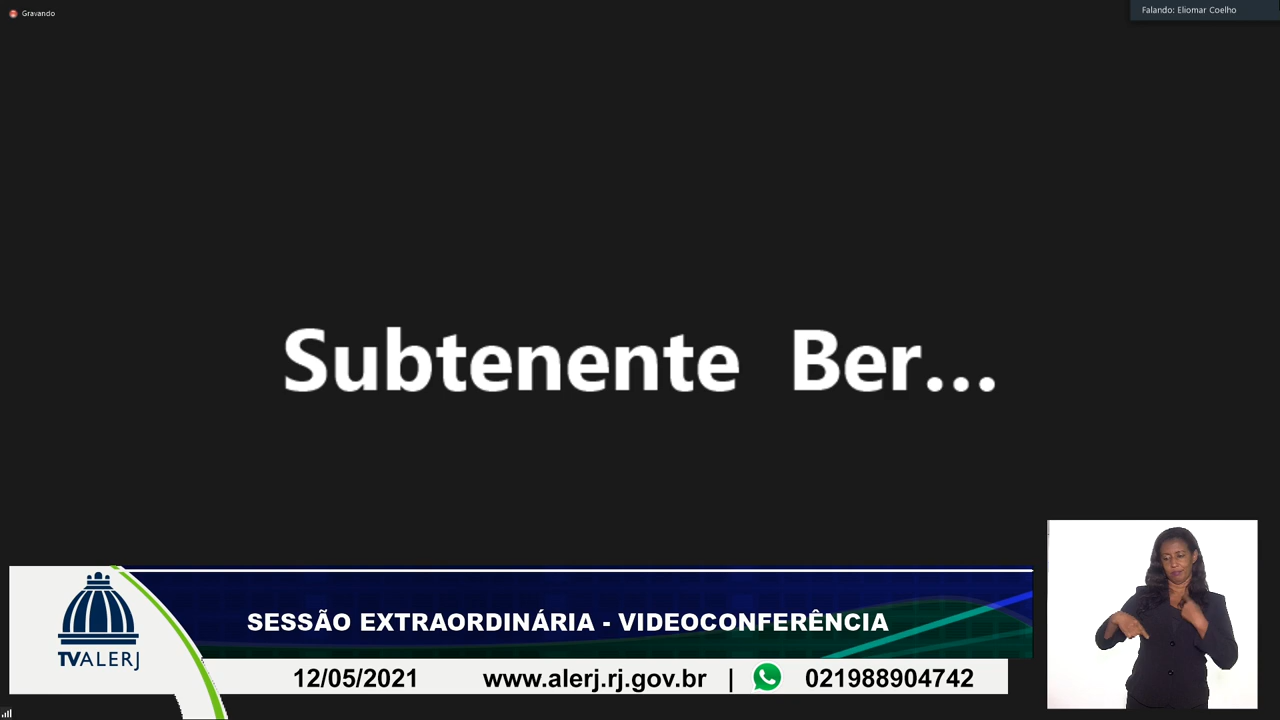 Gravando
Falando: Eliomar Coelho
Subtenente Ber...
SESSÃO EXTRAORDINÁRIA - VIDEOCONFERÊNCIA
TVALERJ
12/05/2021 www.alerj.rj.gov.br | 021988904742